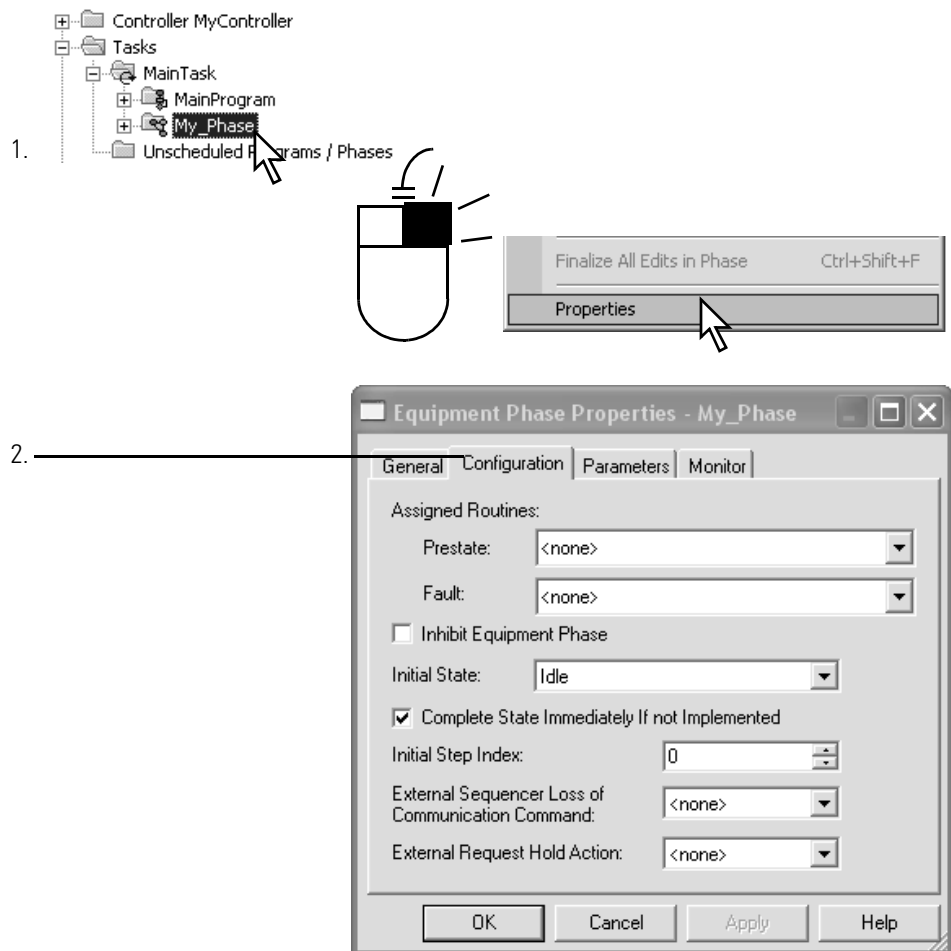 Controller MyController
Tasks
MainTask
MainProgram
My_Phase
1.
Unscheduled Programs / Phases
Finalize All Edits in Phase Ctrl+Shift+F
Properties
2.
Equipment Phase Properties - My_Phase
General Configuration Parameters Monitor
Assigned Routines:
Prestate: <none>
Fault: <none>
Inhibit Equipment Phase
Initial State: Idle
Complete State Immediately If not Implemented
Initial Step Index: 0
External Sequencer Loss of
Communication Command: <none>
External Request Hold Action: <none>
OK Cancel Apply Help